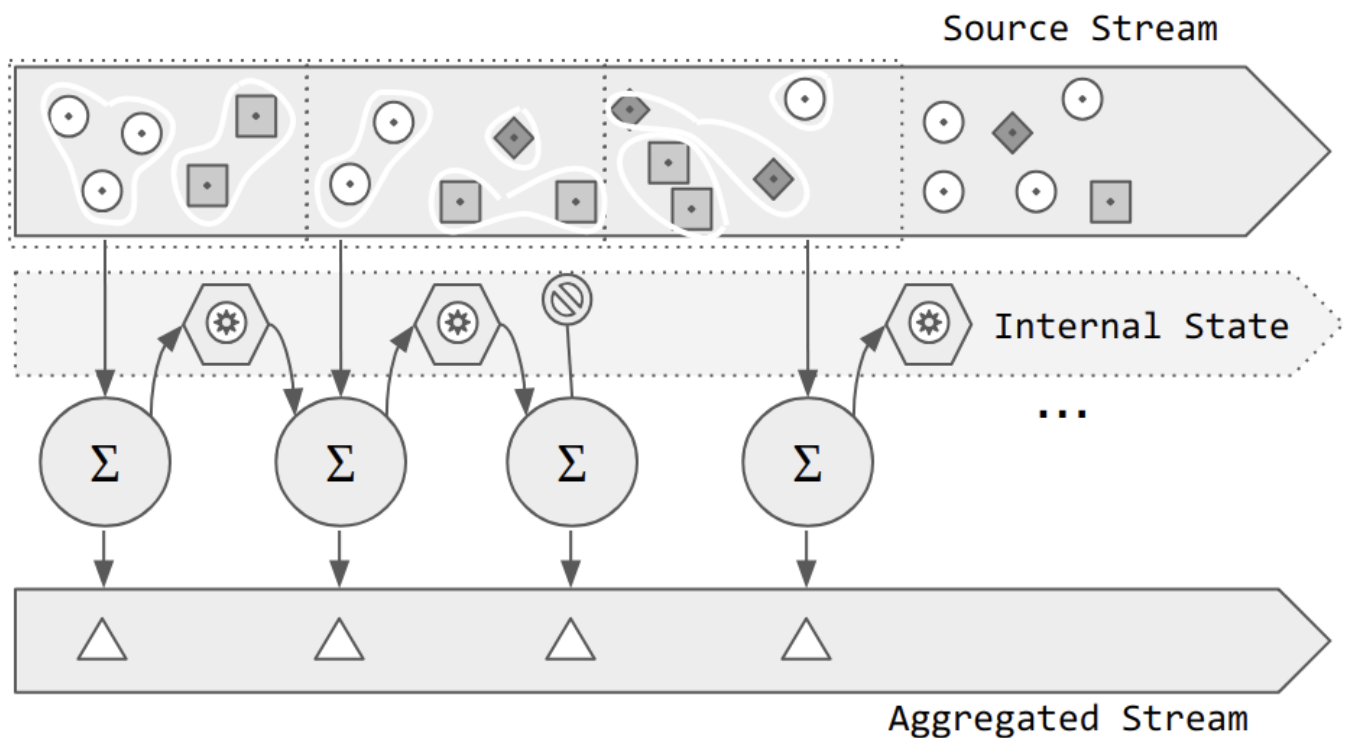 Source Stream
Internal State
...
Σ
Σ
Σ
Σ
Aggregated Stream